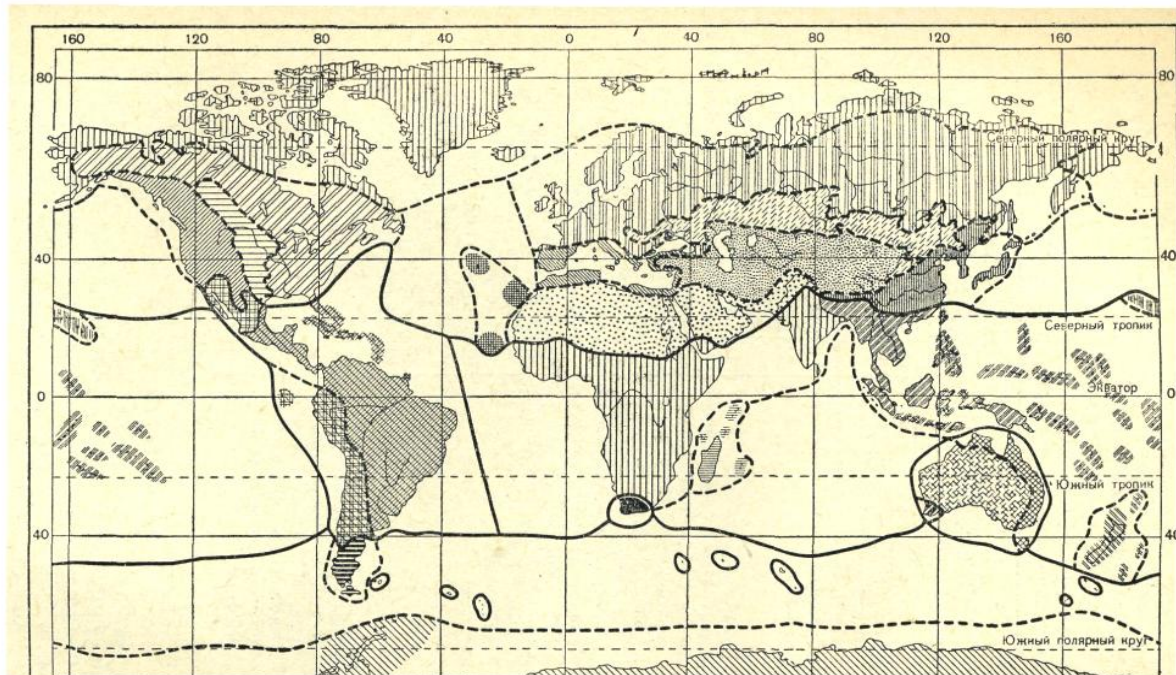 160 120 80 40 0 40 80 120 160
80 80
Северный полярный круг
40 40
Северный тропик
0 Экватор 0
Южный тропик
40 40
Южный полярный круг